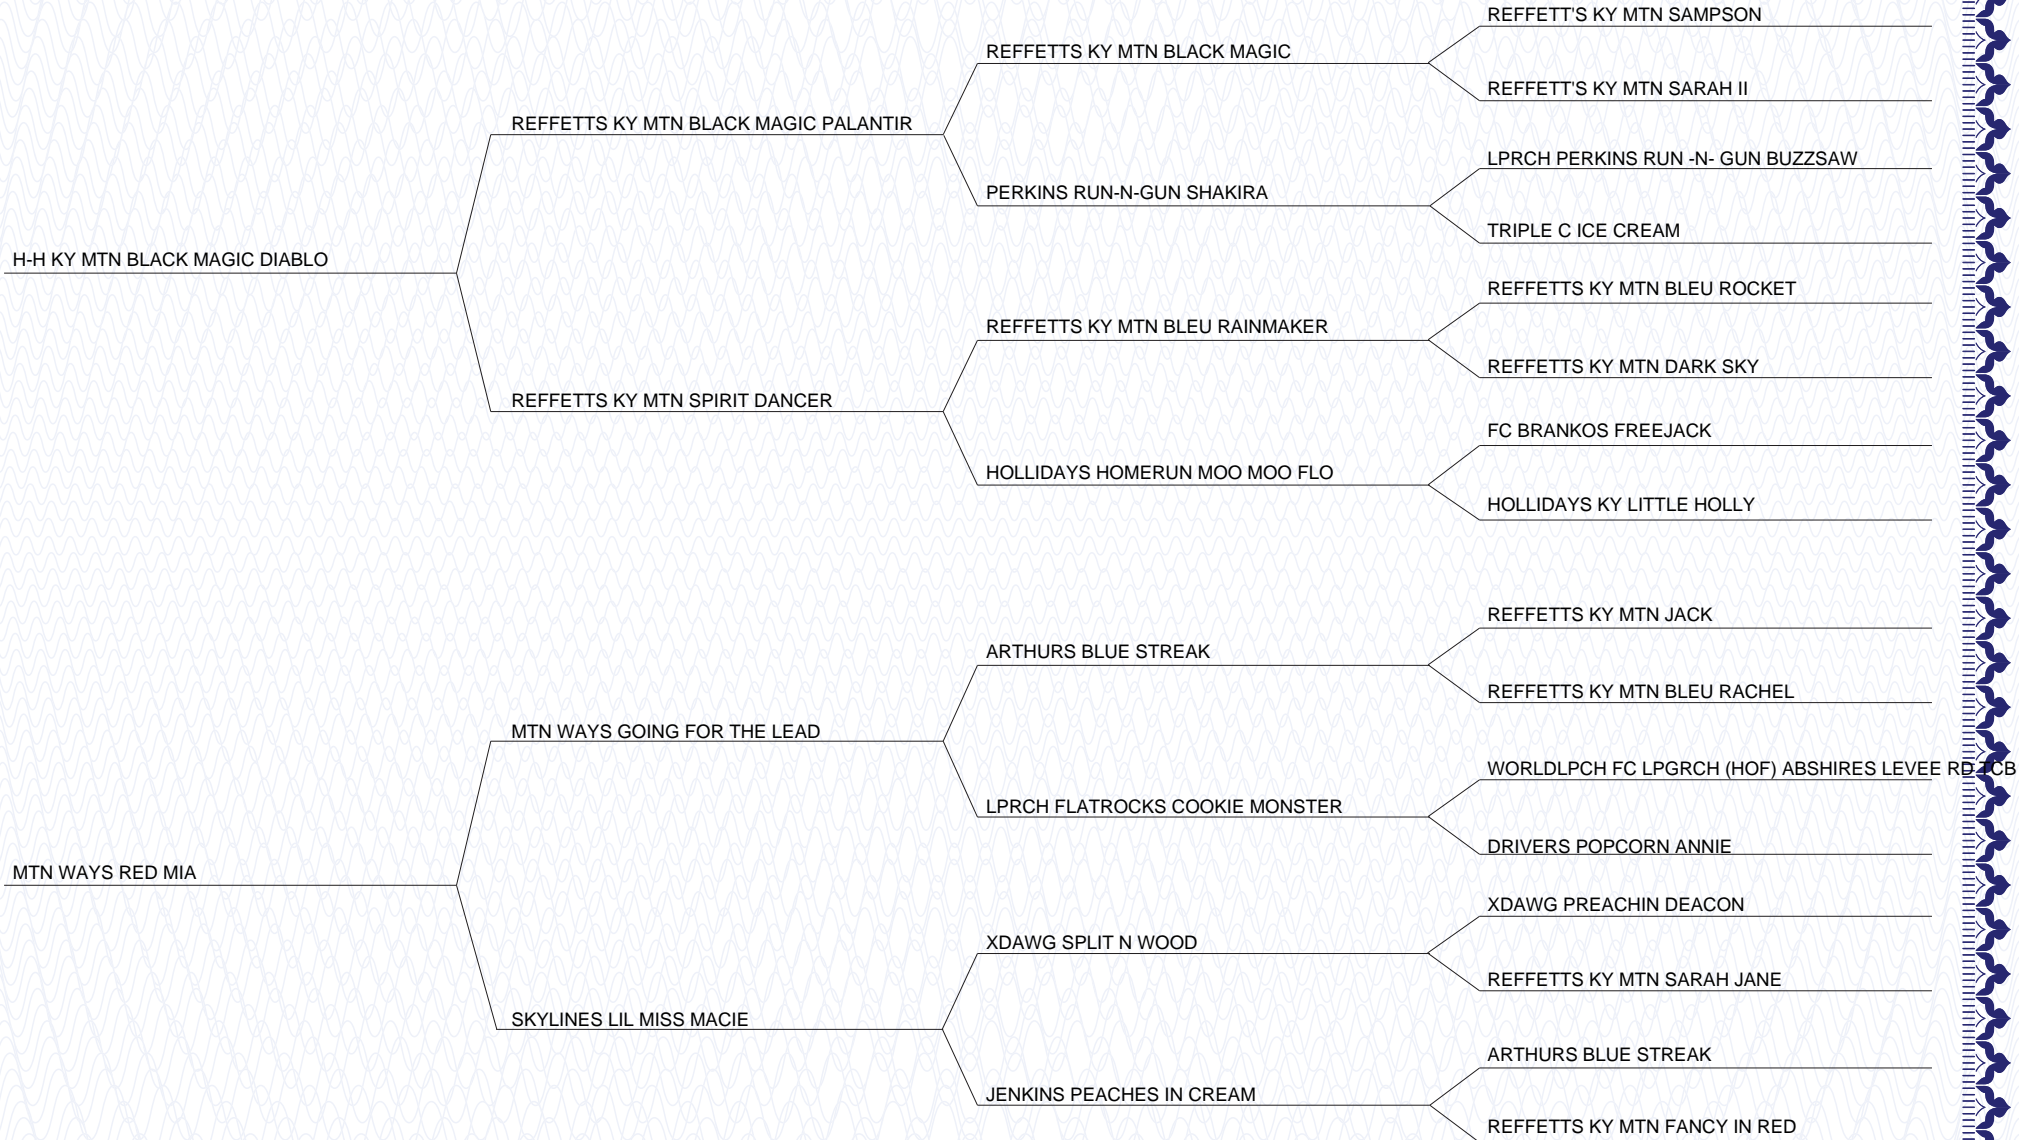 REFFETT'S KY MTN SAMPSON
REFFETTS KY MTN BLACK MAGIC
REFFETT'S KY MTN SARAH II
REFFETTS KY MTN BLACK MAGIC PALANTIR
LPRCH PERKINS RUN -N- GUN BUZZSAW
PERKINS RUN-N-GUN SHAKIRA
TRIPLE C ICE CREAM
H-H KY MTN BLACK MAGIC DIABLO
REFFETTS KY MTN BLEU ROCKET
REFFETTS KY MTN BLEU RAINMAKER
REFFETTS KY MTN DARK SKY
REFFETTS KY MTN SPIRIT DANCER
FC BRANKOS FREEJACK
HOLLIDAYS HOMERUN MOO MOO FLO
HOLLIDAYS KY LITTLE HOLLY
REFFETTS KY MTN JACK
ARTHURS BLUE STREAK
REFFETTS KY MTN BLEU RACHEL
MTN WAYS GOING FOR THE LEAD
WORLDLPCH FC LPGRCH (HOF) ABSHIRES LEVEE RD TCB
LPRCH FLATROCKS COOKIE MONSTER
DRIVERS POPCORN ANNIE
MTN WAYS RED MIA
XDAWG PREACHIN DEACON
XDAWG SPLIT N WOOD
REFFETTS KY MTN SARAH JANE
SKYLINES LIL MISS MACIE
ARTHURS BLUE STREAK
JENKINS PEACHES IN CREAM
REFFETTS KY MTN FANCY IN RED